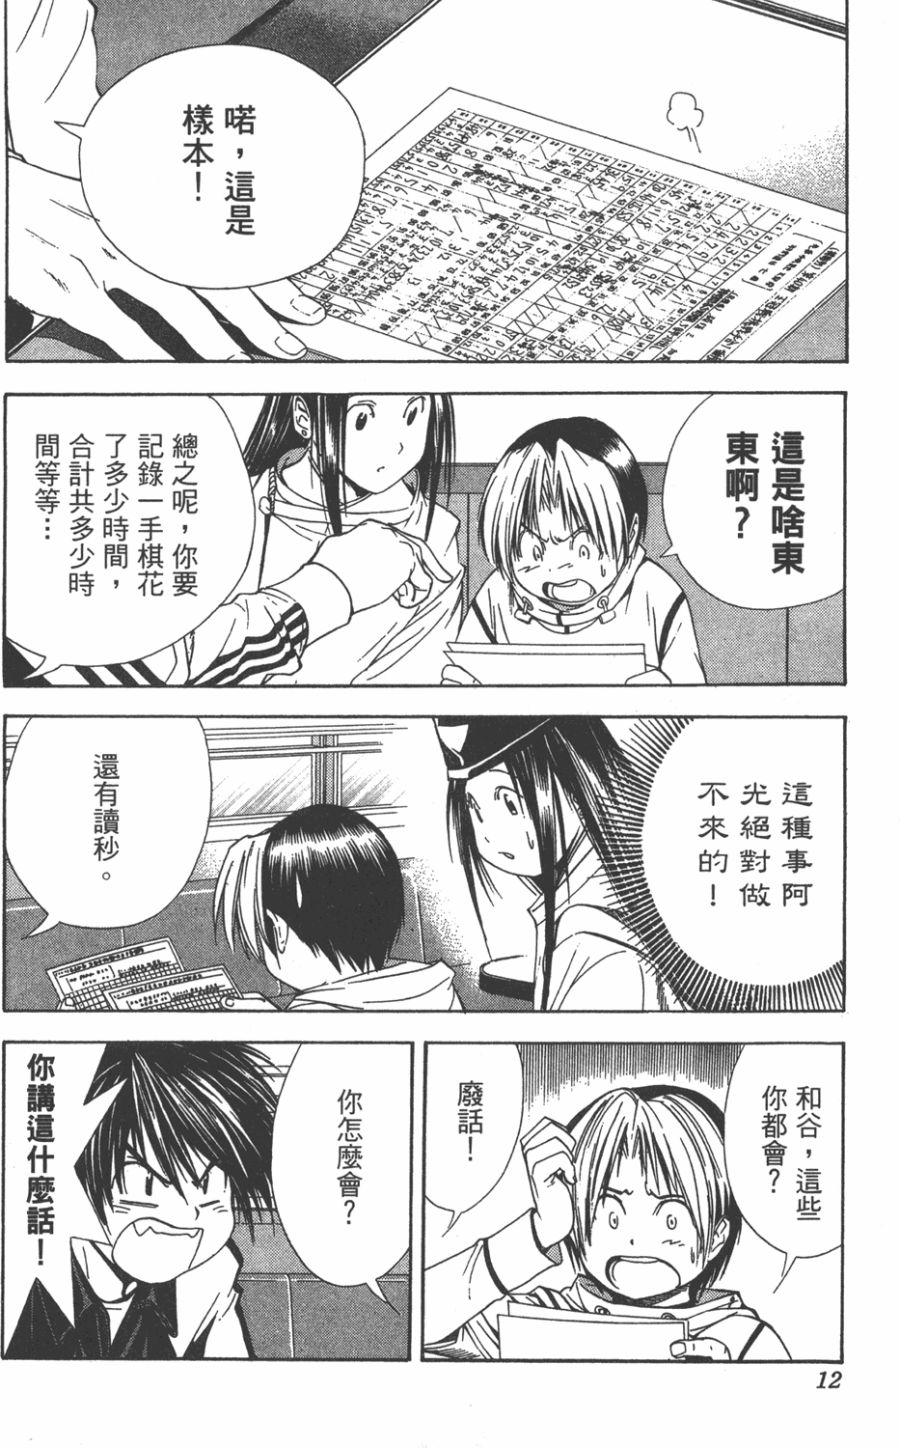 喏，這是
樣本！
這是啥東
東啊？
總之呢，你要
記錄一手棋花
了多少時間，
合計共多少時
間等等…
這種事阿
光絕對做
不來的！
還有讀秒。
和谷，這些
你都會？
廢話！
你怎麼會？
你講這什麼話！
12